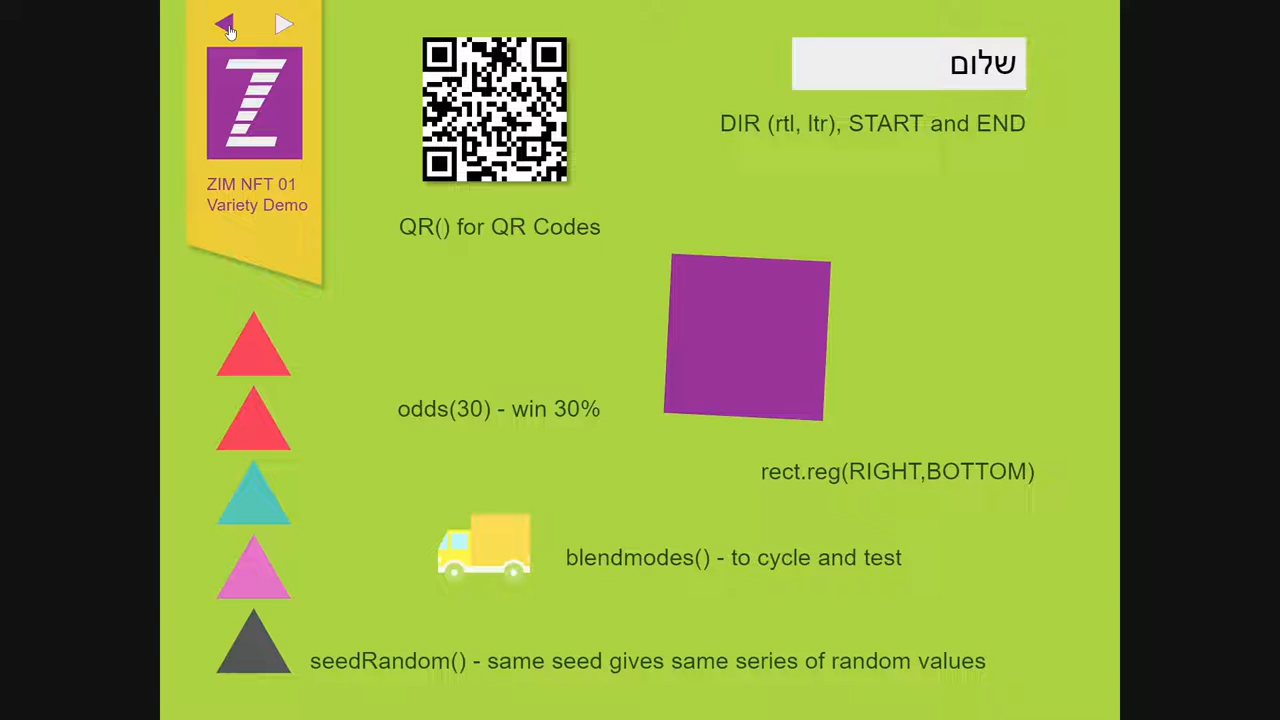 Z
ZIM NFT 01
Variety Demo
שלום
DIR (rtl, ltr), START and END
QR() for QR Codes
odds(30) - win 30%
rect.reg(RIGHT,BOTTOM)
blendmodes() - to cycle and test
seedRandom() - same seed gives same series of random values